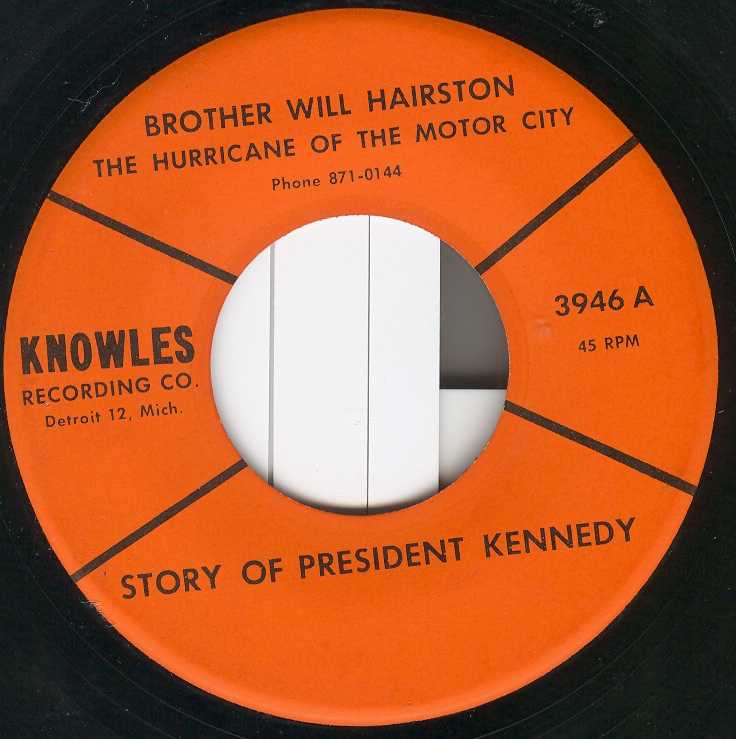 BROTHER WILL HAIRSTON
THE HURRICANE OF THE MOTOR CITY
Phone 871-0144
KNOWLES
RECORDING CO.
Detroit 12, Mich.
3946 A
45 RPM
STORY OF PRESIDENT KENNEDY